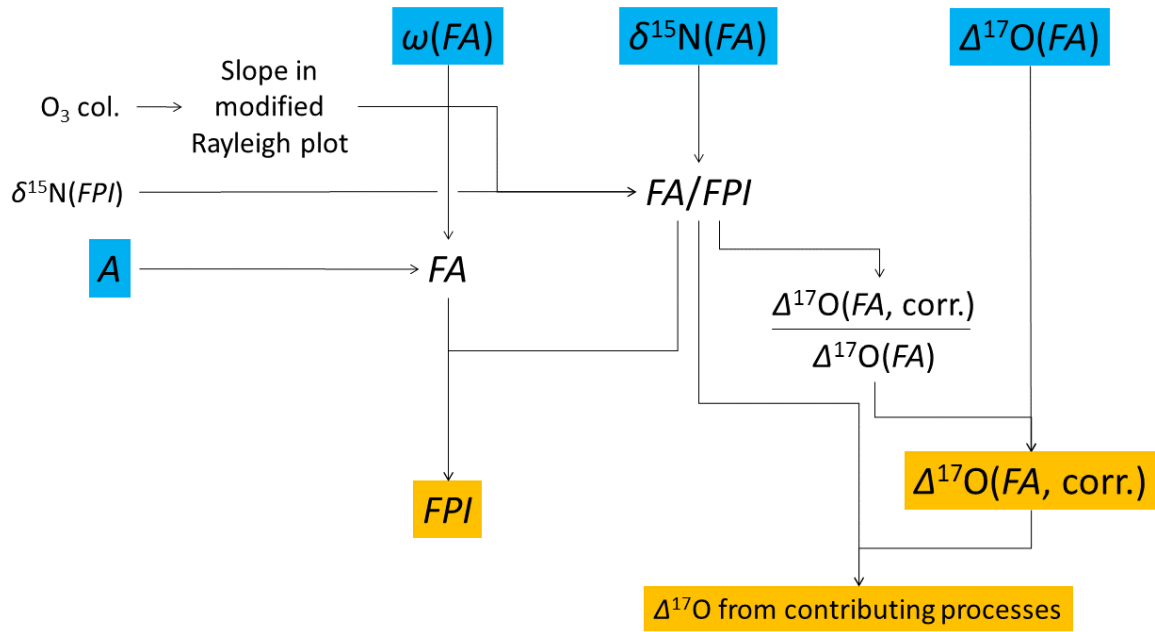 ω(FA)
δ¹⁵N(FA)
Δ¹⁷O(FA)
O₃ col.
Slope in
modified
Rayleigh plot
δ¹⁵N(FPI)
FA/FPI
A
FA
Δ¹⁷O(FA, corr.)
Δ¹⁷O(FA)
Δ¹⁷O(FA, corr.)
FPI
Δ¹⁷O from contributing processes